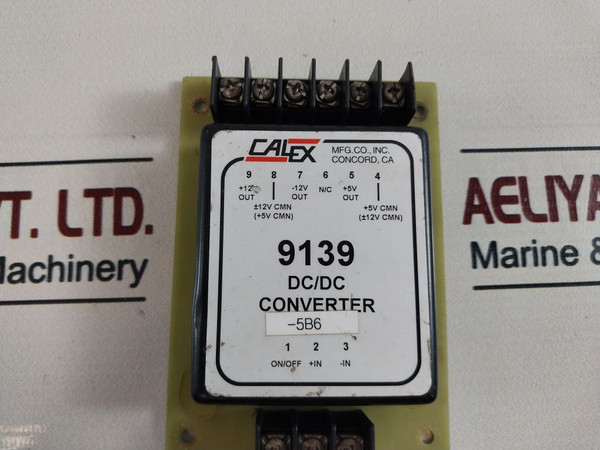 CALEX MFG.CO., INC.
CONCORD, CA
9 8 7 6 5 4
+12V -12V N/C +5V
OUT OUT OUT
±12V CMN +5V CMN
(+5V CMN) (±12V CMN)
9139
DC/DC
CONVERTER
-5B6
1 2 3
ON/OFF +IN -IN
VT. LTD.
Machinery
AELIYA
Marine &